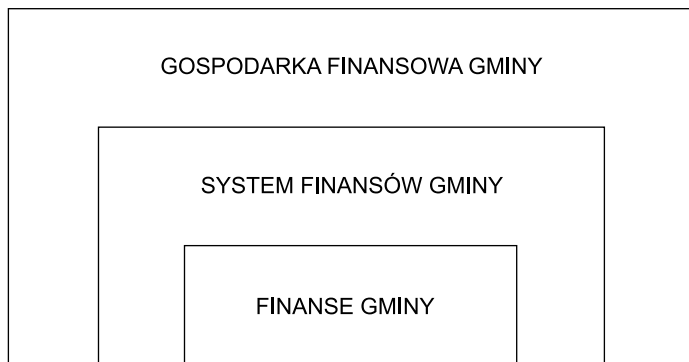 GOSPODARKA FINANSOWA GMINY
SYSTEM FINANSÓW GMINY
FINANSE GMINY